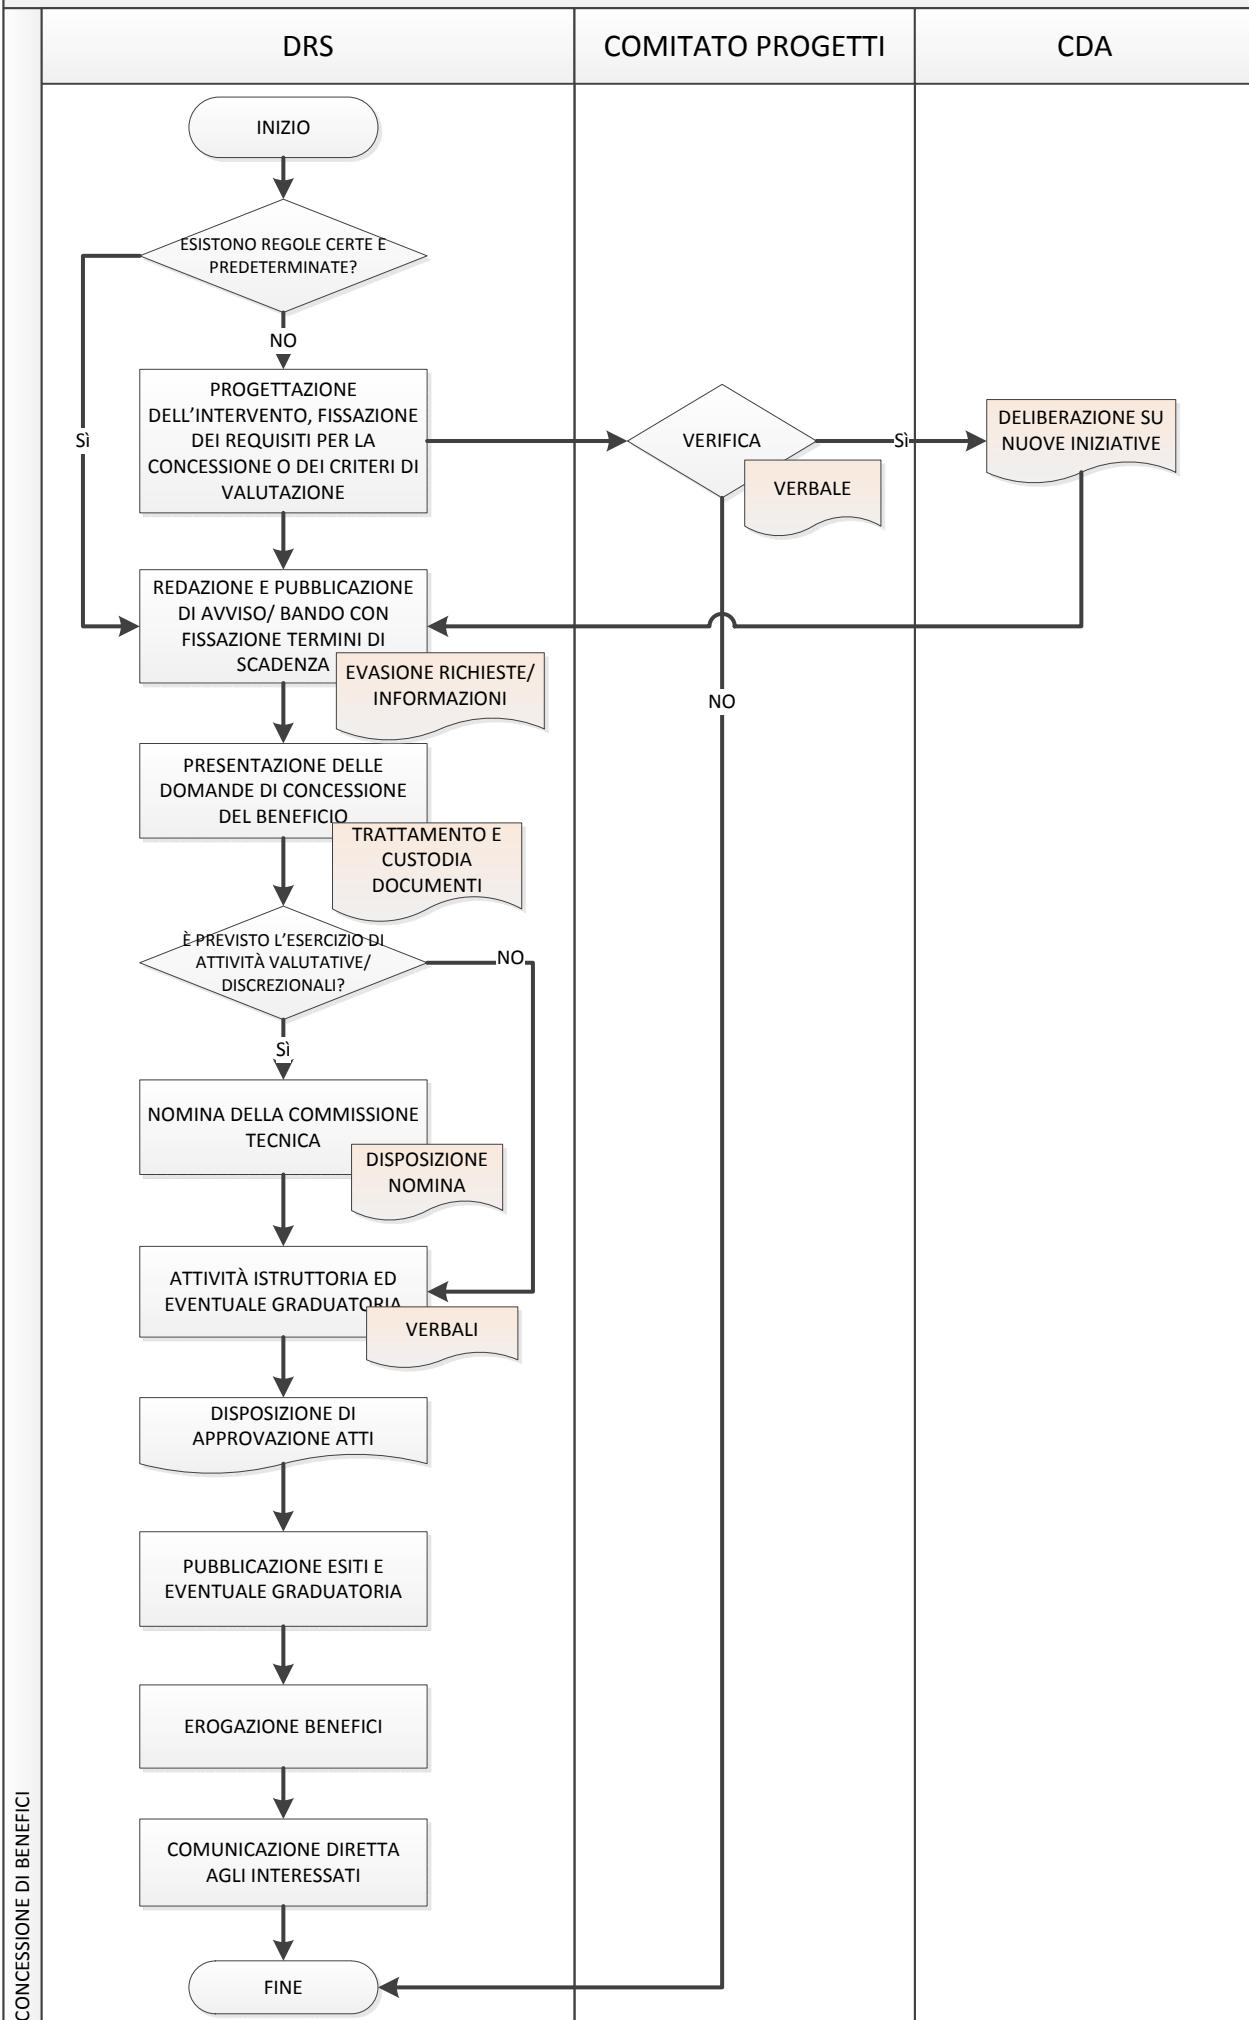 DRS
COMITATO PROGETTI
CDA
INIZIO
ESISTONO REGOLE CERTE E
PREDETERMINATE?
NO
Sì
PROGETTAZIONE
DELL'INTERVENTO, FISSAZIONE
DEI REQUISITI PER LA
CONCESSIONE O DEI CRITERI DI
VALUTAZIONE
VERIFICA
VERBALE
Sì
DELIBERAZIONE SU
NUOVE INIZIATIVE
REDAZIONE E PUBBLICAZIONE
DI AVVISO/ BANDO CON
FISSAZIONE TERMINI DI
SCADENZA
EVASIONE RICHIESTE/
INFORMAZIONI
NO
PRESENTAZIONE DELLE
DOMANDE DI CONCESSIONE
DEL BENEFICIO
TRATTAMENTO E
CUSTODIA
DOCUMENTI
È PREVISTO L'ESERCIZIO DI
ATTIVITÀ VALUTATIVE/
DISCREZIONALI?
NO
Sì
NOMINA DELLA COMMISSIONE
TECNICA
DISPOSIZIONE
NOMINA
ATTIVITÀ ISTRUTTORIA ED
EVENTUALE GRADUATORIA
VERBALI
DISPOSIZIONE DI
APPROVAZIONE ATTI
PUBBLICAZIONE ESITI E
EVENTUALE GRADUATORIA
EROGAZIONE BENEFICI
COMUNICAZIONE DIRETTA
AGLI INTERESSATI
FINE
CONCESSIONE DI BENEFICI